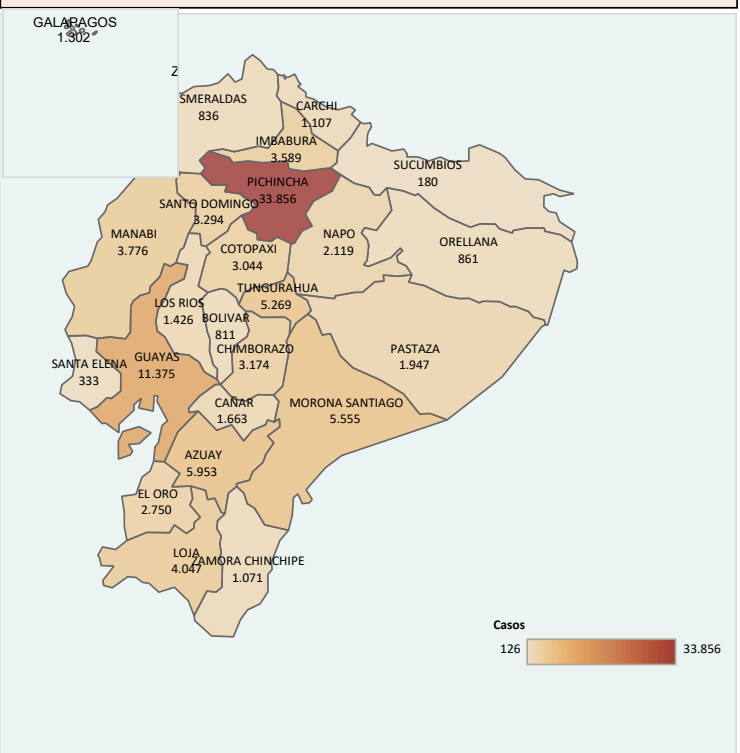 GALAPAGOS
1.302
Z
SMERALDAS
836
CARCHI
1.107
IMBABURA
3.589
SUCUMBIOS
180
PICHINCHA
33.856
SANTO DOMINGO
3.294
MANABI
3.776
NAPO
2.119
ORELLANA
861
COTOPAXI
3.044
TUNGURAHUA
5.269
LOS RIOS
1.426
BOLIVAR
811
CHIMBORAZO
3.174
PASTAZA
1.947
SANTA ELENA
333
GUAYAS
11.375
CAÑAR
1.663
MORONA SANTIAGO
5.555
AZUAY
5.953
EL ORO
2.750
LOJA
4.047
ZAMORA CHINCHIPE
1.071
Casos
126
33.856